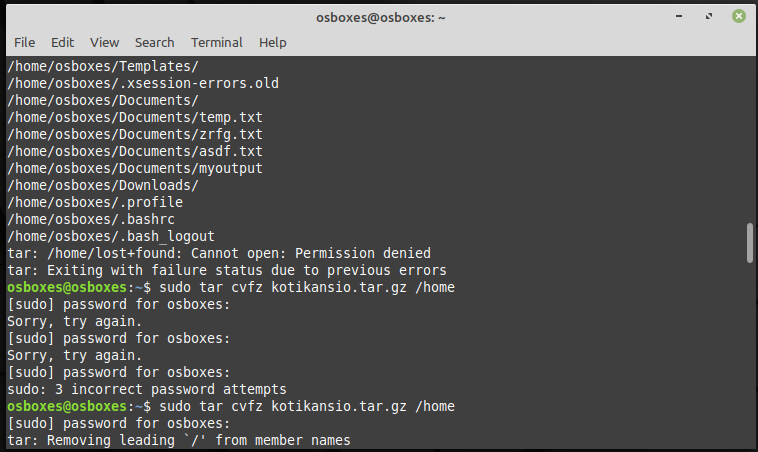 osboxes@osboxes: ~
File Edit View Search Terminal Help
/home/osboxes/Templates/
/home/osboxes/.xsession-errors.old
/home/osboxes/Documents/
/home/osboxes/Documents/temp.txt
/home/osboxes/Documents/zrfg.txt
/home/osboxes/Documents/asdf.txt
/home/osboxes/Documents/myoutput
/home/osboxes/Downloads/
/home/osboxes/.profile
/home/osboxes/.bashrc
/home/osboxes/.bash_logout
tar: /home/lost+found: Cannot open: Permission denied
tar: Exiting with failure status due to previous errors
osboxes@osboxes:~$ sudo tar cvfz kotikansio.tar.gz /home
[sudo] password for osboxes:
Sorry, try again.
[sudo] password for osboxes:
Sorry, try again.
[sudo] password for osboxes:
sudo: 3 incorrect password attempts
osboxes@osboxes:~$ sudo tar cvfz kotikansio.tar.gz /home
[sudo] password for osboxes:
tar: Removing leading `/' from member names